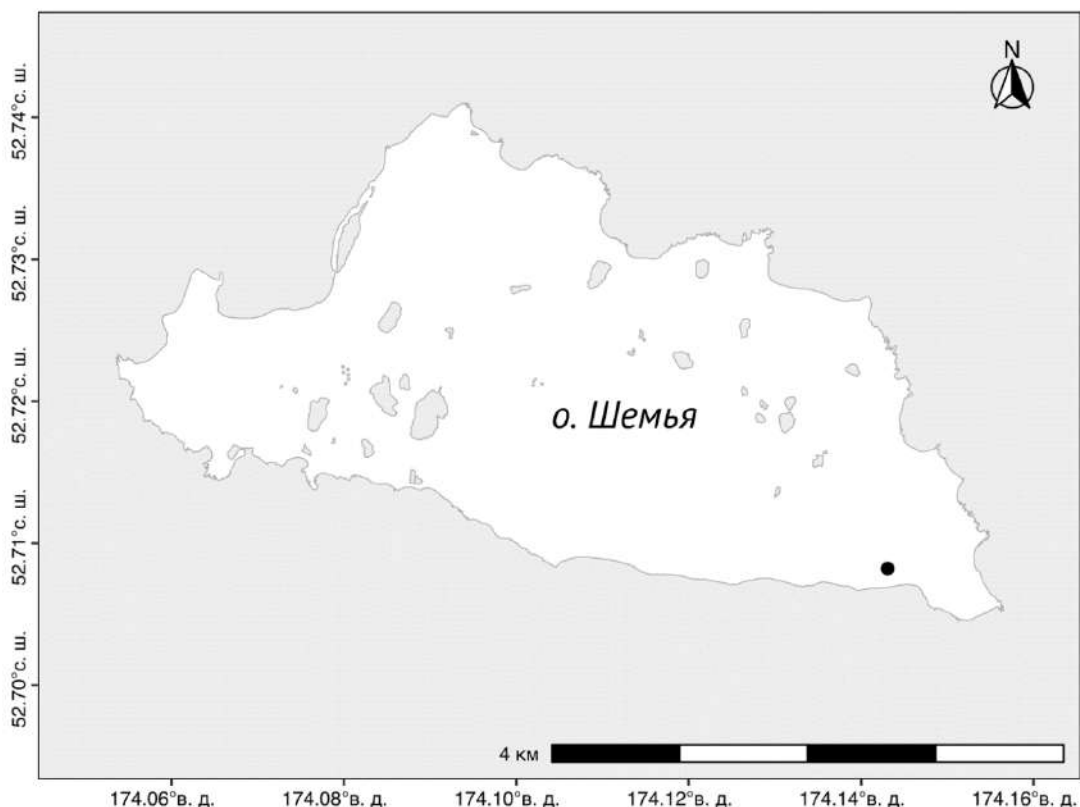 N
52.74°с. ш.
52.73°с. ш.
52.72°с. ш.
52.71°с. ш.
52.70°с. ш.
о. Шемья
4 км
174.06°в. д.
174.08°в. д.
174.10°в. д.
174.12°в. д.
174.14°в. д.
174.16°в. д.